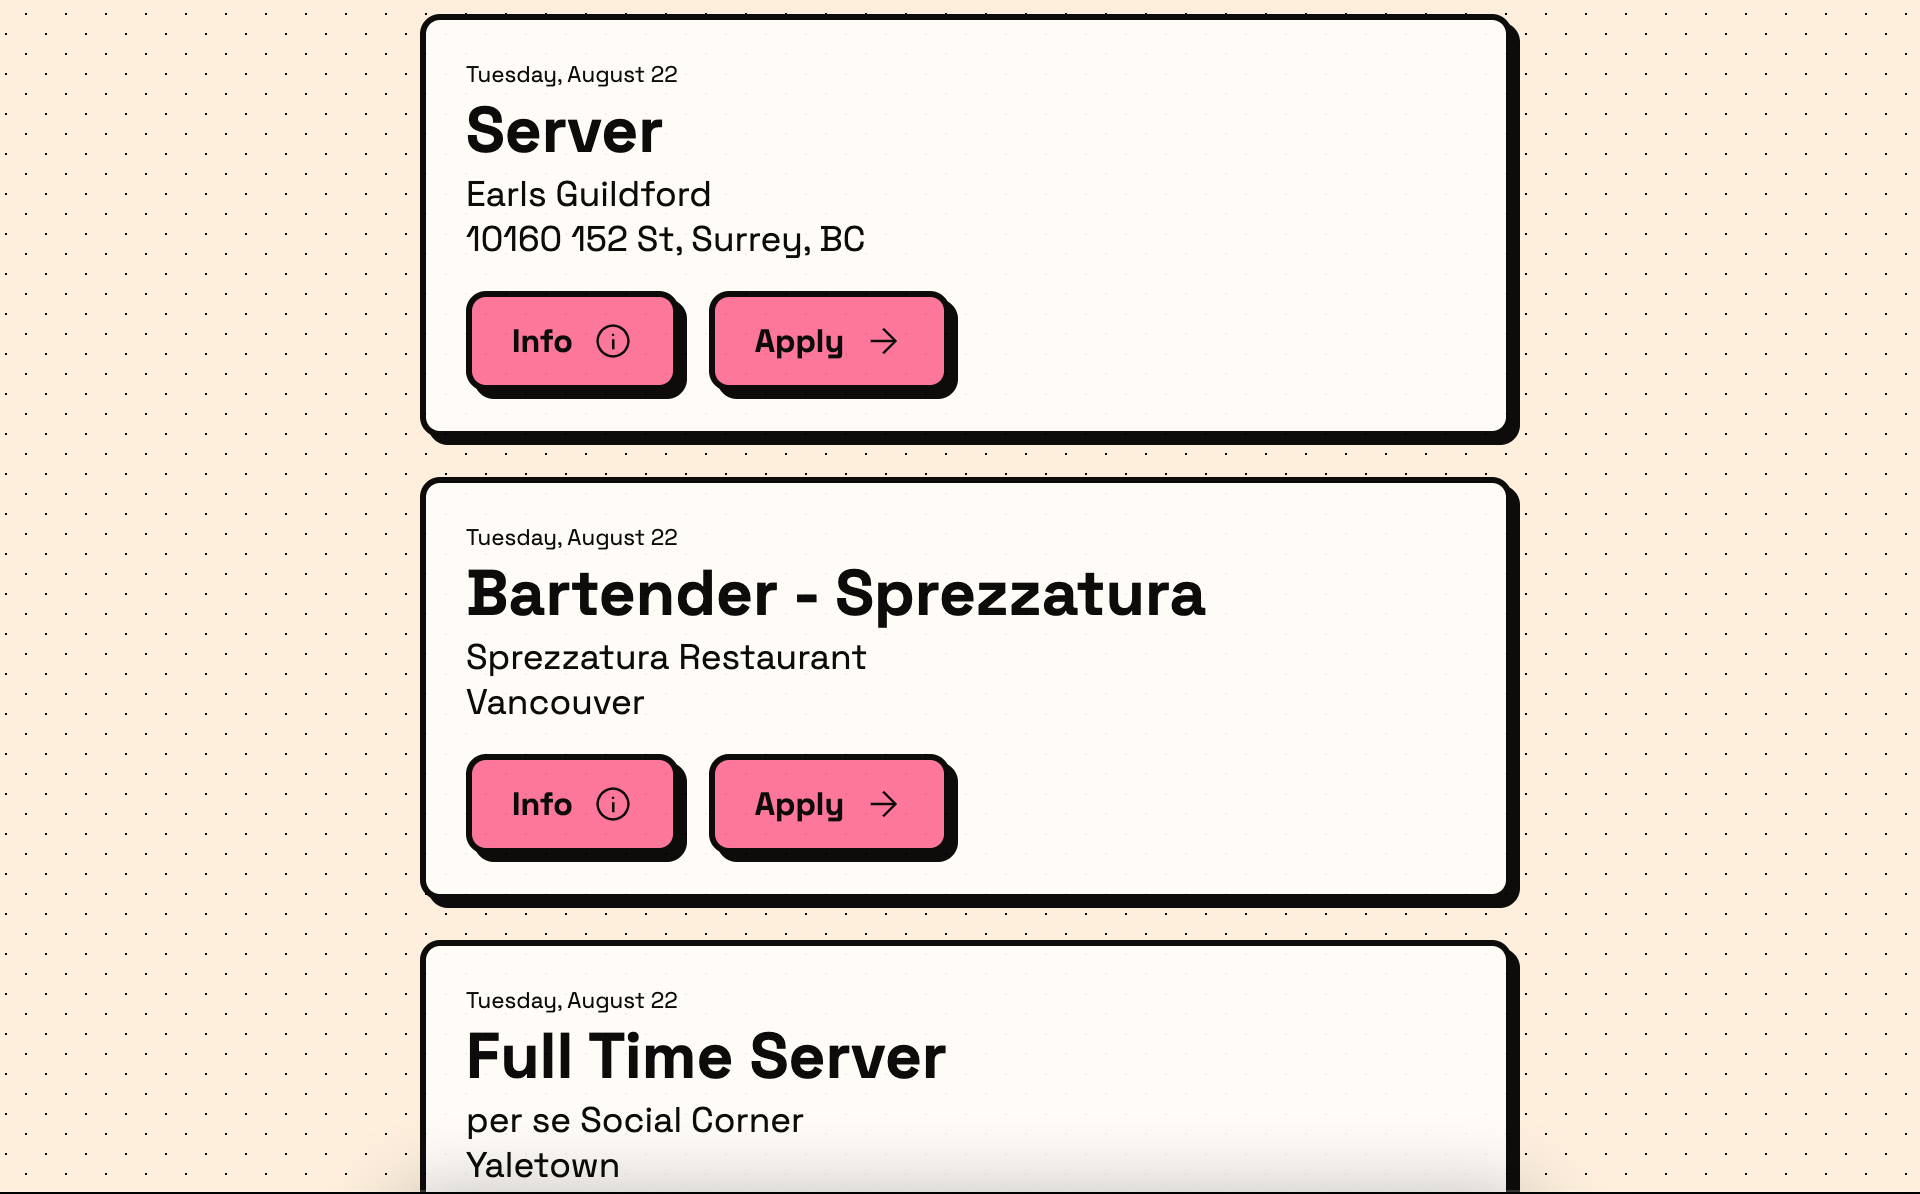 Tuesday, August 22
Server
Earls Guildford
10160 152 St, Surrey, BC
Info
Apply
Tuesday, August 22
Bartender - Sprezzatura
Sprezzatura Restaurant
Vancouver
Info
Apply
Tuesday, August 22
Full Time Server
per se Social Corner
Yaletown